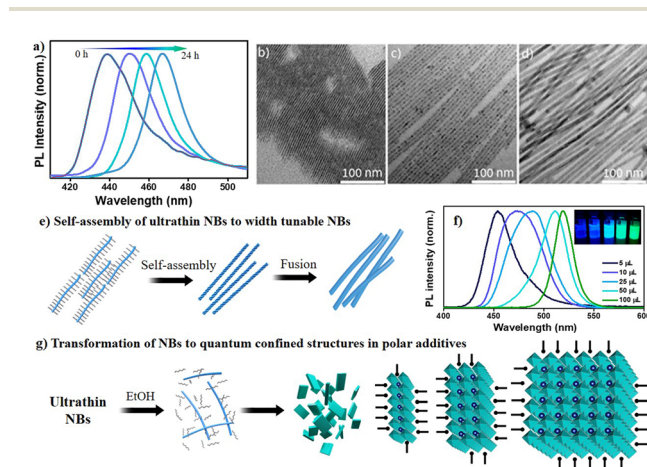 a)
0 h
24 h
PL Intensity (norm.)
420 440 460 480 500
Wavelength (nm)
b)
100 nm
c)
100 nm
d)
100 nm
e) Self-assembly of ultrathin NBs to width tunable NBs
Self-assembly
Fusion
f)
PL intensity (norm.)
5 µL
10 µL
25 µL
50 µL
100 µL
400 450 500 550 600
Wavelength (nm)
g) Transformation of NBs to quantum confined structures in polar additives
Ultrathin
NBs
EtOH